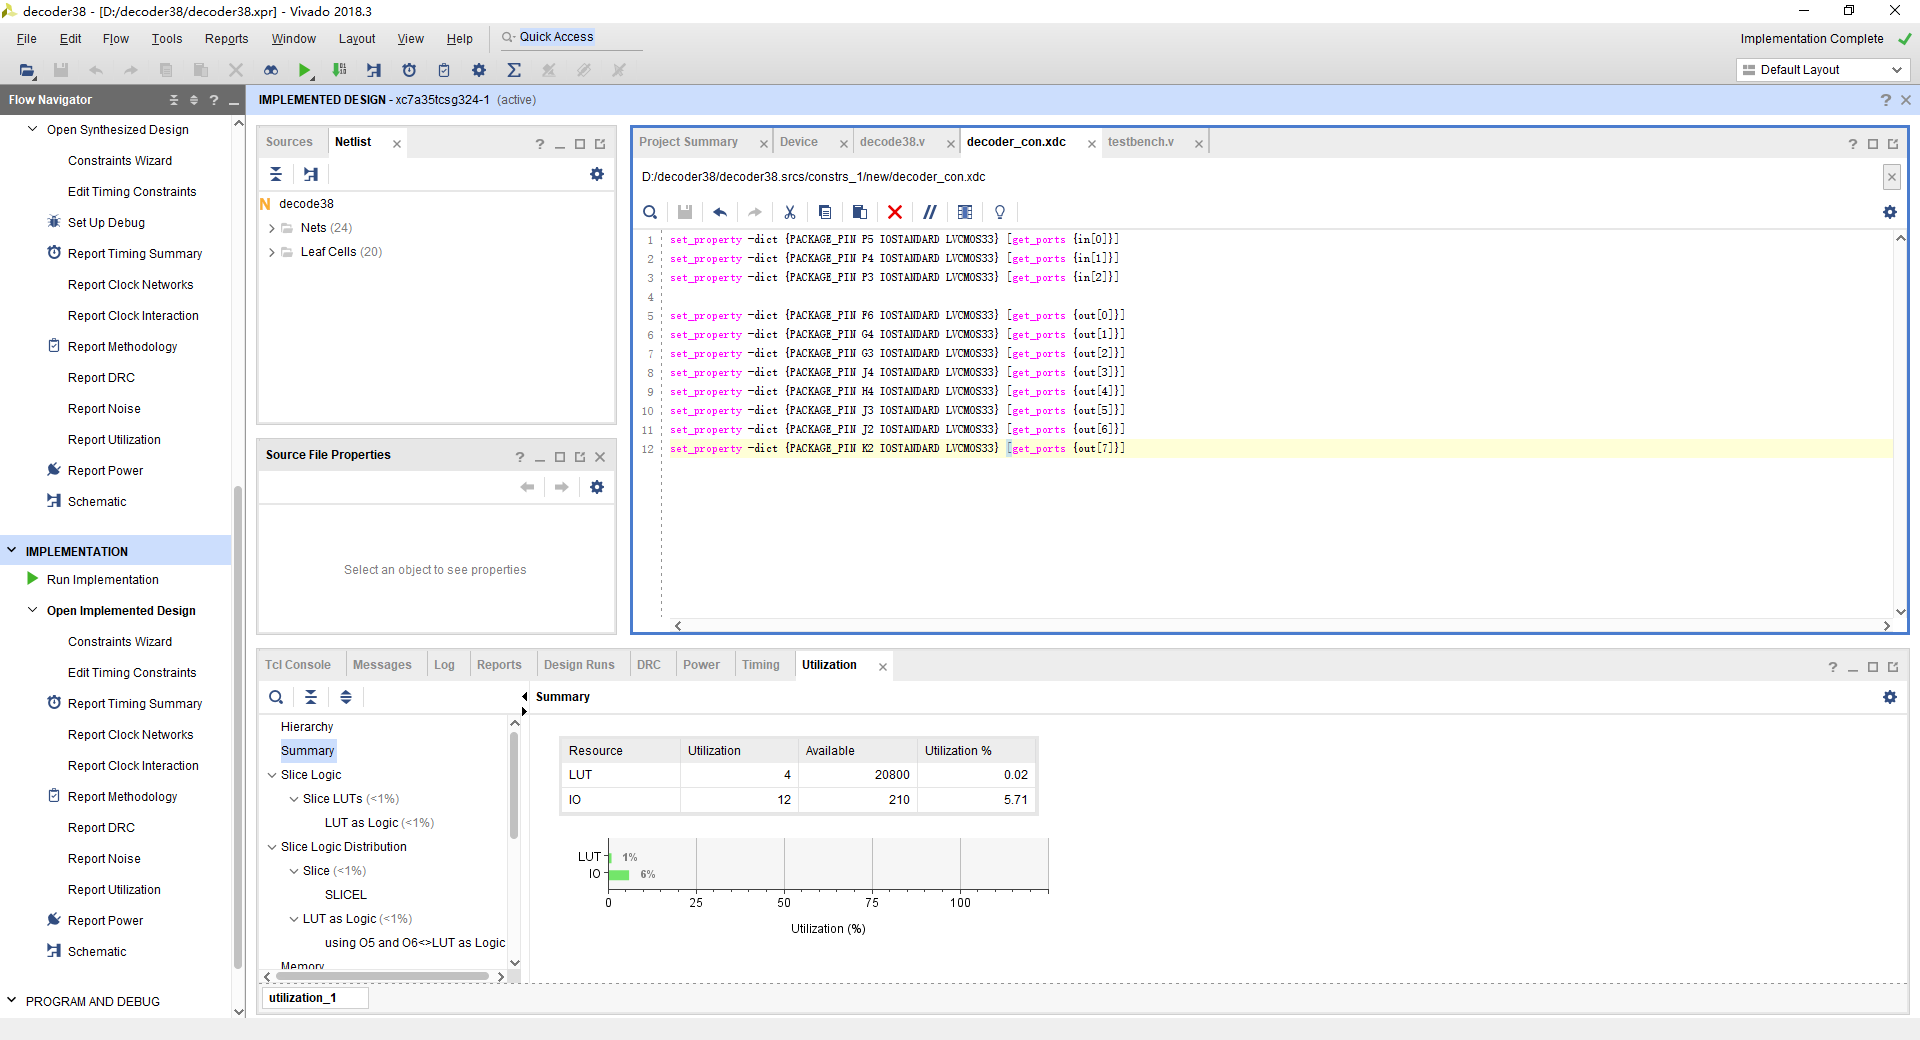 decoder38 - [D:/decoder38/decoder38.xpr] - Vivado 2018.3
File Edit Flow Tools Reports Window Layout View Help Quick Access
Implementation Complete
Default Layout
Flow Navigator
Open Synthesized Design
Constraints Wizard
Edit Timing Constraints
Set Up Debug
Report Timing Summary
Report Clock Networks
Report Clock Interaction
Report Methodology
Report DRC
Report Noise
Report Utilization
Report Power
Schematic
IMPLEMENTATION
Run Implementation
Open Implemented Design
Constraints Wizard
Edit Timing Constraints
Report Timing Summary
Report Clock Networks
Report Clock Interaction
Report Methodology
Report DRC
Report Noise
Report Utilization
Report Power
Schematic
PROGRAM AND DEBUG
IMPLEMENTED DESIGN - xc7a35tcsg324-1 (active)
Sources Netlist
N decode38
Nets (24)
Leaf Cells (20)
Source File Properties
Select an object to see properties
Project Summary Device decode38.v decoder_con.xdc testbench.v
D:/decoder38/decoder38.srcs/constrs_1/new/decoder_con.xdc
1 set_property -dict {PACKAGE_PIN P5 IOSTANDARD LVCMOS33} [get_ports {in[0]}]
2 set_property -dict {PACKAGE_PIN P4 IOSTANDARD LVCMOS33} [get_ports {in[1]}]
3 set_property -dict {PACKAGE_PIN P3 IOSTANDARD LVCMOS33} [get_ports {in[2]}]
4
5 set_property -dict {PACKAGE_PIN F6 IOSTANDARD LVCMOS33} [get_ports {out[0]}]
6 set_property -dict {PACKAGE_PIN G4 IOSTANDARD LVCMOS33} [get_ports {out[1]}]
7 set_property -dict {PACKAGE_PIN G3 IOSTANDARD LVCMOS33} [get_ports {out[2]}]
8 set_property -dict {PACKAGE_PIN J4 IOSTANDARD LVCMOS33} [get_ports {out[3]}]
9 set_property -dict {PACKAGE_PIN H4 IOSTANDARD LVCMOS33} [get_ports {out[4]}]
10 set_property -dict {PACKAGE_PIN J3 IOSTANDARD LVCMOS33} [get_ports {out[5]}]
11 set_property -dict {PACKAGE_PIN J2 IOSTANDARD LVCMOS33} [get_ports {out[6]}]
12 set_property -dict {PACKAGE_PIN K2 IOSTANDARD LVCMOS33} [get_ports {out[7]}]
Tcl Console Messages Log Reports Design Runs DRC Power Timing Utilization
Hierarchy
Summary
Slice Logic
Slice LUTs (<1%)
LUT as Logic (<1%)
Slice Logic Distribution
Slice (<1%)
SLICEL
LUT as Logic (<1%)
using O5 and O6<>LUT as Logic
Memory
utilization_1
Summary
Resource Utilization Available Utilization %
LUT 4 20800 0.02
IO 12 210 5.71
LUT 1%
IO 6%
0 25 50 75 100
Utilization (%)